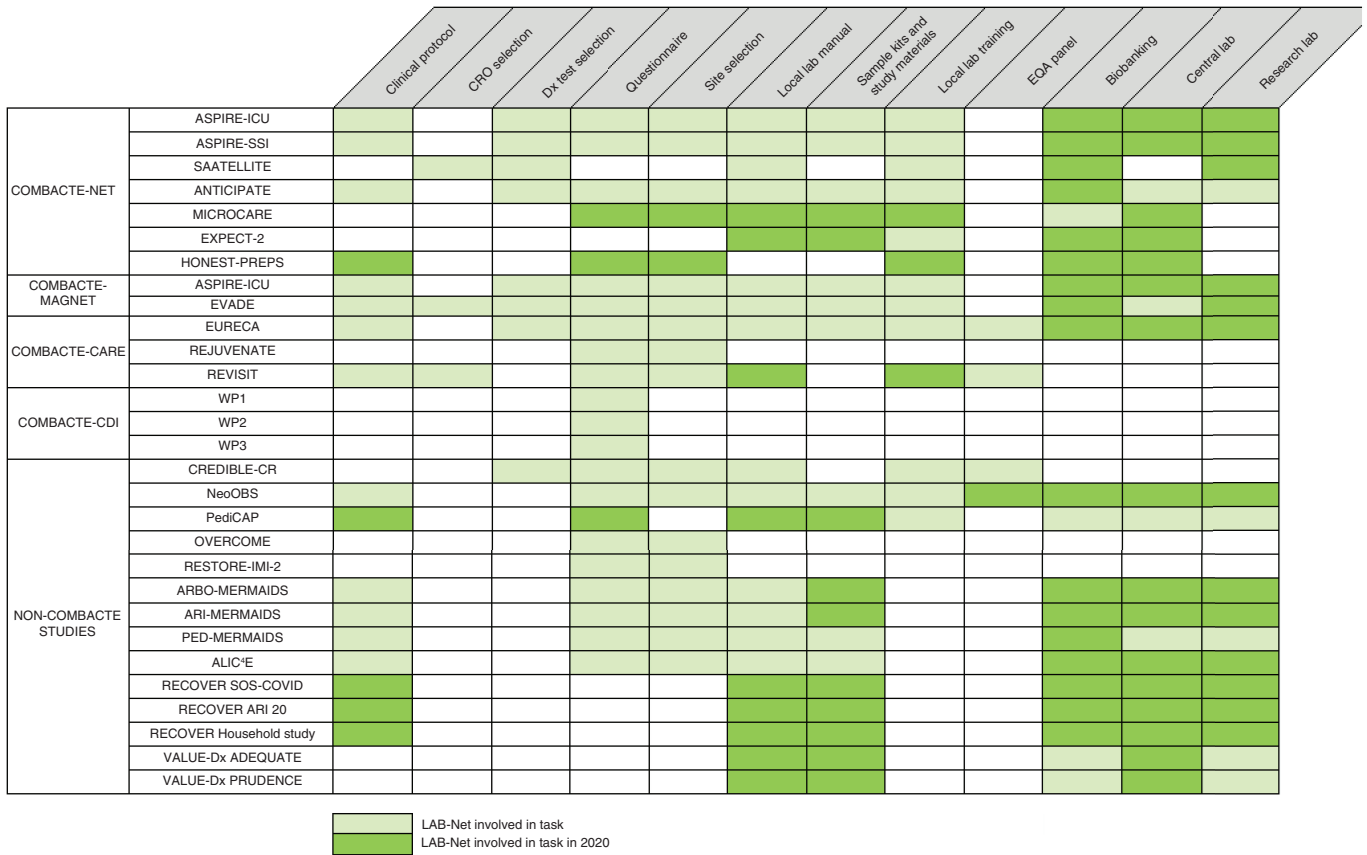 Clinical protocol
CRO selection
Dx test selection
Questionnaire
Site selection
Local lab manual
Sample kits and
study materials
Local lab training
EQA panel
Biobanking
Central lab
Research lab
COMBACTE-NET
ASPIRE-ICU
ASPIRE-SSI
SAATELLITE
ANTICIPATE
MICROCARE
EXPECT-2
HONEST-PREPS
COMBACTE-
MAGNET
ASPIRE-ICU
EVADE
COMBACTE-CARE
EURECA
REJUVENATE
REVISIT
COMBACTE-CDI
WP1
WP2
WP3
NON-COMBACTE
STUDIES
CREDIBLE-CR
NeoOBS
PediCAP
OVERCOME
RESTORE-IMI-2
ARBO-MERMAIDS
ARI-MERMAIDS
PED-MERMAIDS
ALIC⁴E
RECOVER SOS-COVID
RECOVER ARI 20
RECOVER Household study
VALUE-Dx ADEQUATE
VALUE-Dx PRUDENCE
LAB-Net involved in task
LAB-Net involved in task in 2020